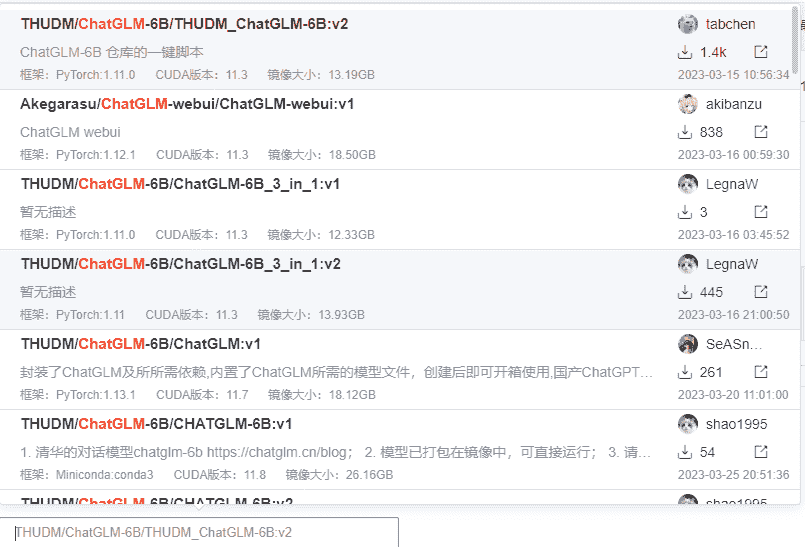 THUDM/ChatGLM-6B/THUDM_ChatGLM-6B:v2
tabchen
ChatGLM-6B 仓库的一键脚本
1.4k
框架：PyTorch:1.11.0 CUDA版本：11.3 镜像大小：13.19GB
2023-03-15 10:56:34
Akegarasu/ChatGLM-webui/ChatGLM-webui:v1
akibanzu
ChatGLM webui
838
框架：PyTorch:1.12.1 CUDA版本：11.3 镜像大小：18.50GB
2023-03-16 00:59:30
THUDM/ChatGLM-6B/ChatGLM-6B_3_in_1:v1
LegnaW
暂无描述
3
框架：PyTorch:1.11.0 CUDA版本：11.3 镜像大小：12.33GB
2023-03-16 03:45:52
THUDM/ChatGLM-6B/ChatGLM-6B_3_in_1:v2
LegnaW
暂无描述
445
框架：PyTorch:1.11 CUDA版本：11.3 镜像大小：13.93GB
2023-03-16 21:00:50
THUDM/ChatGLM-6B/ChatGLM:v1
SeASn...
封装了ChatGLM及所所需依赖,内置了ChatGLM所需的模型文件，创建后即可开箱使用,国产ChatGPT...
261
框架：PyTorch:1.13.1 CUDA版本：11.7 镜像大小：18.12GB
2023-03-20 11:01:00
THUDM/ChatGLM-6B/CHATGLM-6B:v1
shao1995
1. 清华的对话模型chatglm-6b https://chatglm.cn/blog； 2. 模型已打包在镜像中，可直接运行； 3. 请...
54
框架：Miniconda:conda3 CUDA版本：11.8 镜像大小：26.16GB
2023-03-25 20:51:36
THUDM/ChatGLM-6B/CHATGLM-6B:v2
shao1995
THUDM/ChatGLM-6B/THUDM_ChatGLM-6B:v2